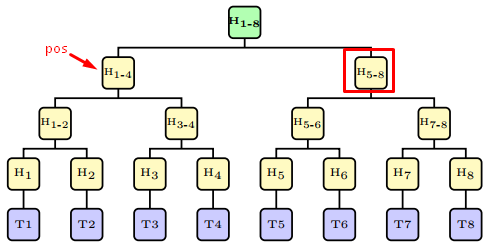 H1-8
pos
H1-4 H5-8
H1-2 H3-4 H5-6 H7-8
H1 H2 H3 H4 H5 H6 H7 H8
T1 T2 T3 T4 T5 T6 T7 T8